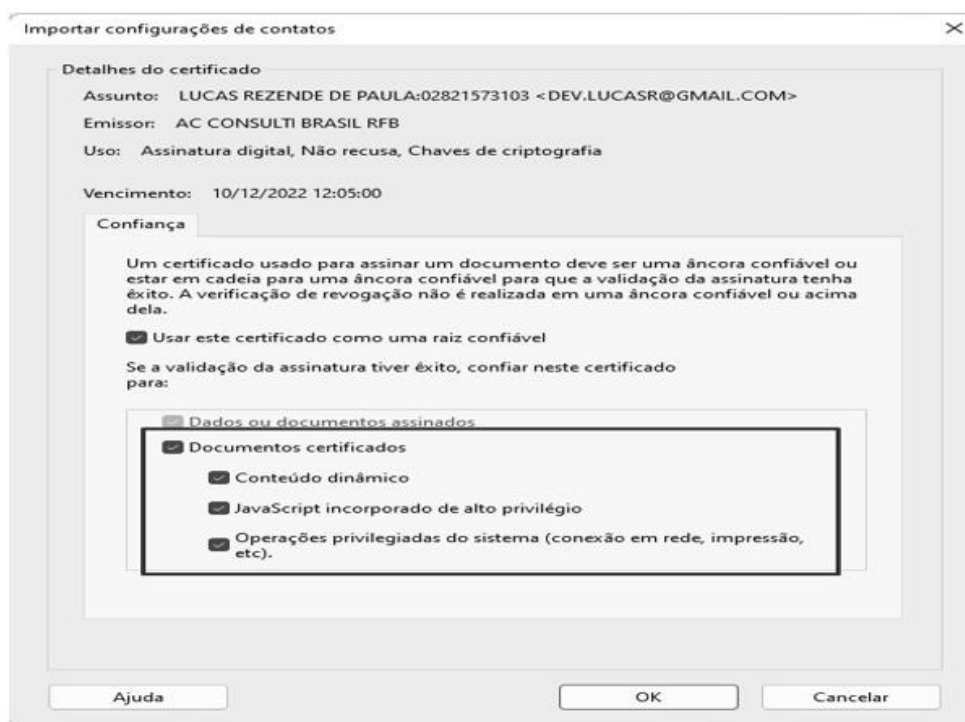 Importar configurações de contatos
Detalhes do certificado
Assunto: LUCAS REZENDE DE PAULA:02821573103 <DEV.LUCASR@GMAIL.COM>
Emissor: AC CONSULTI BRASIL RFB
Uso: Assinatura digital, Não recusa, Chaves de criptografia
Vencimento: 10/12/2022 12:05:00
Confiança
Um certificado usado para assinar um documento deve ser uma âncora confiável ou
estar em cadeia para uma âncora confiável para que a validação da assinatura tenha
êxito. A verificação de revogação não é realizada em uma âncora confiável ou acima
dela.
Usar este certificado como uma raiz confiável
Se a validação da assinatura tiver êxito, confiar neste certificado
para:
Dados ou documentos assinados
Documentos certificados
Conteúdo dinâmico
JavaScript incorporado de alto privilégio
Operações privilegiadas do sistema (conexão em rede, impressão,
etc).
Ajuda
OK
Cancelar